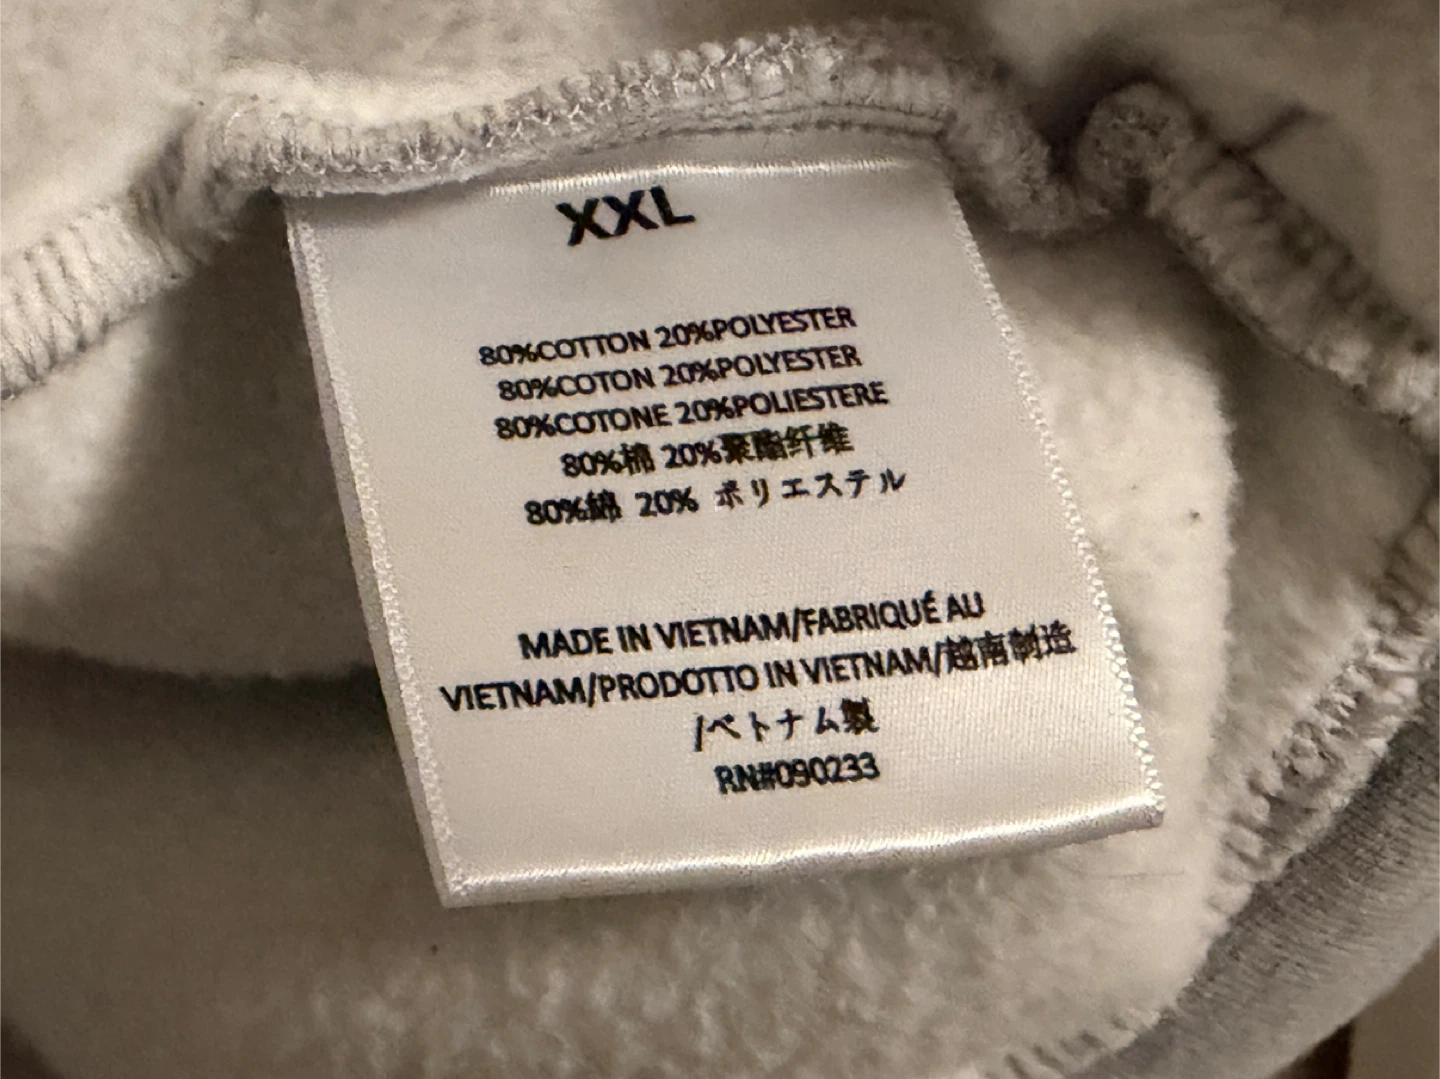 XXL
80%COTTON 20%POLYESTER
80%COTON 20%POLYESTER
80%COTONE 20%POLIESTERE
80%棉 20%聚酯纤维
80%綿 20% ポリエステル
MADE IN VIETNAM/FABRIQUÉ AU
VIETNAM/PRODOTTO IN VIETNAM/越南制造
/ベトナム製
RN#090233